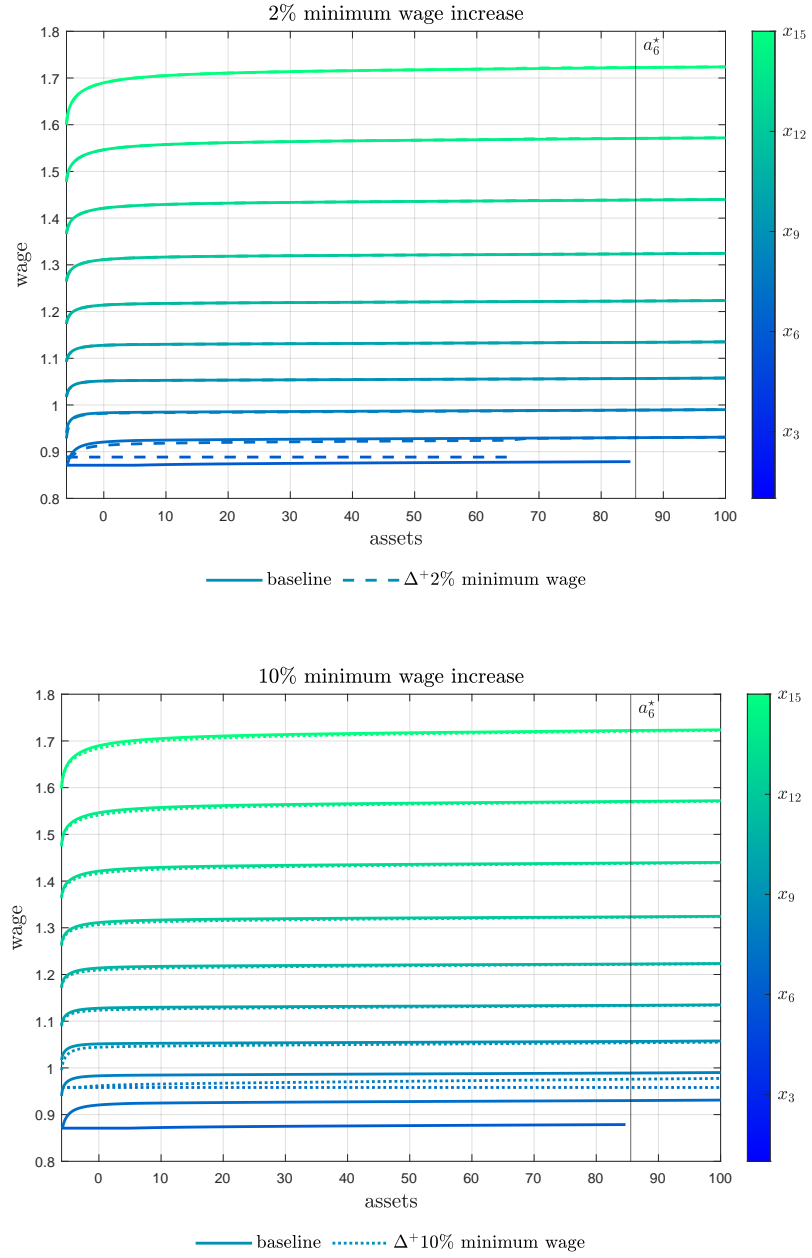 2% minimum wage increase
1.8
1.7
1.6
1.5
1.4
1.3
1.2
1.1
1
0.9
0.8
wage
0 10 20 30 40 50 60 70 80 90 100
assets
a₆⋆
x₁₅
x₁₂
x₉
x₆
x₃
baseline Δ⁺2% minimum wage
10% minimum wage increase
1.8
1.7
1.6
1.5
1.4
1.3
1.2
1.1
1
0.9
0.8
wage
0 10 20 30 40 50 60 70 80 90 100
assets
a₆⋆
x₁₅
x₁₂
x₉
x₆
x₃
baseline Δ⁺10% minimum wage